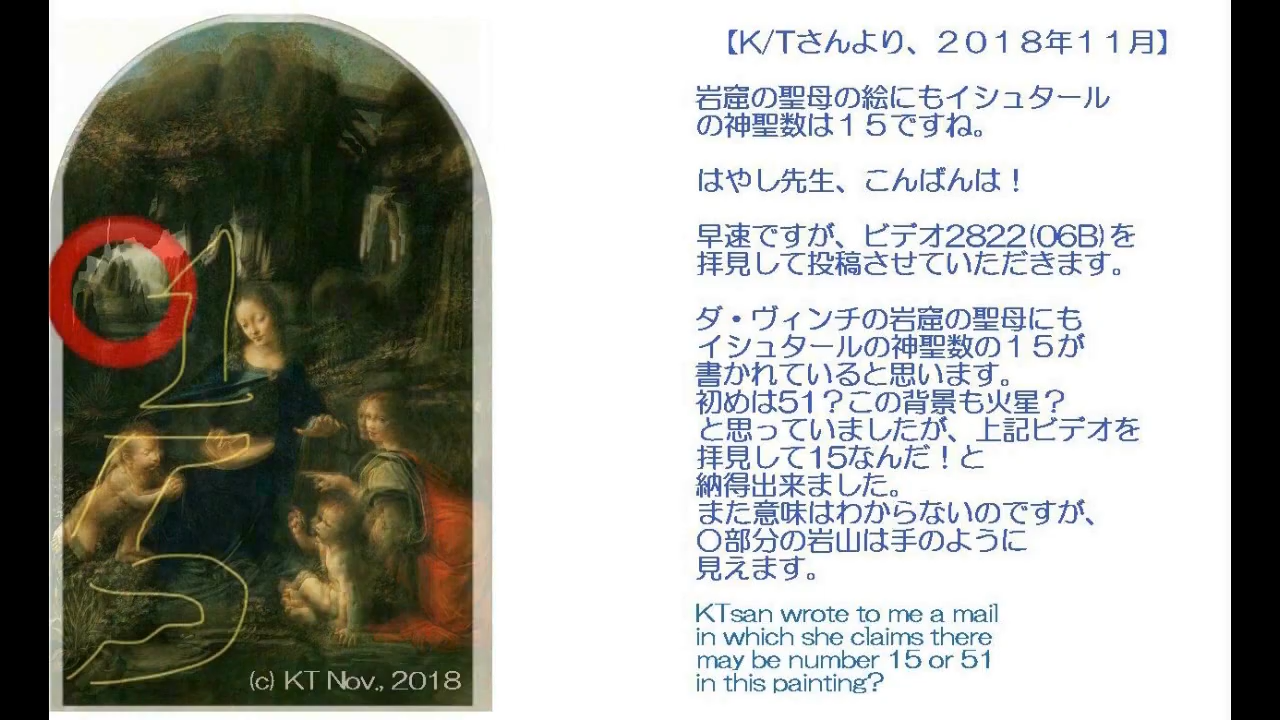 【K/Tさんより、２０１８年１１月】
岩窟の聖母の絵にもイシュタール
の神聖数は１５ですね。
はやし先生、こんばんは！
早速ですが、ビデオ2822(06B)を
拝見して投稿させていただきます。
ダ・ヴィンチの岩窟の聖母にも
イシュタールの神聖数の１５が
書かれていると思います。
初めは51？この背景も火星？
と思っていましたが、上記ビデオを
拝見して15なんだ！と
納得出来ました。
また意味はわからないのですが、
〇部分の岩山は手のように
見えます。
KTsan wrote to me a mail
in which she claims there
may be number 15 or 51
in this painting?
(c) KT Nov., 2018